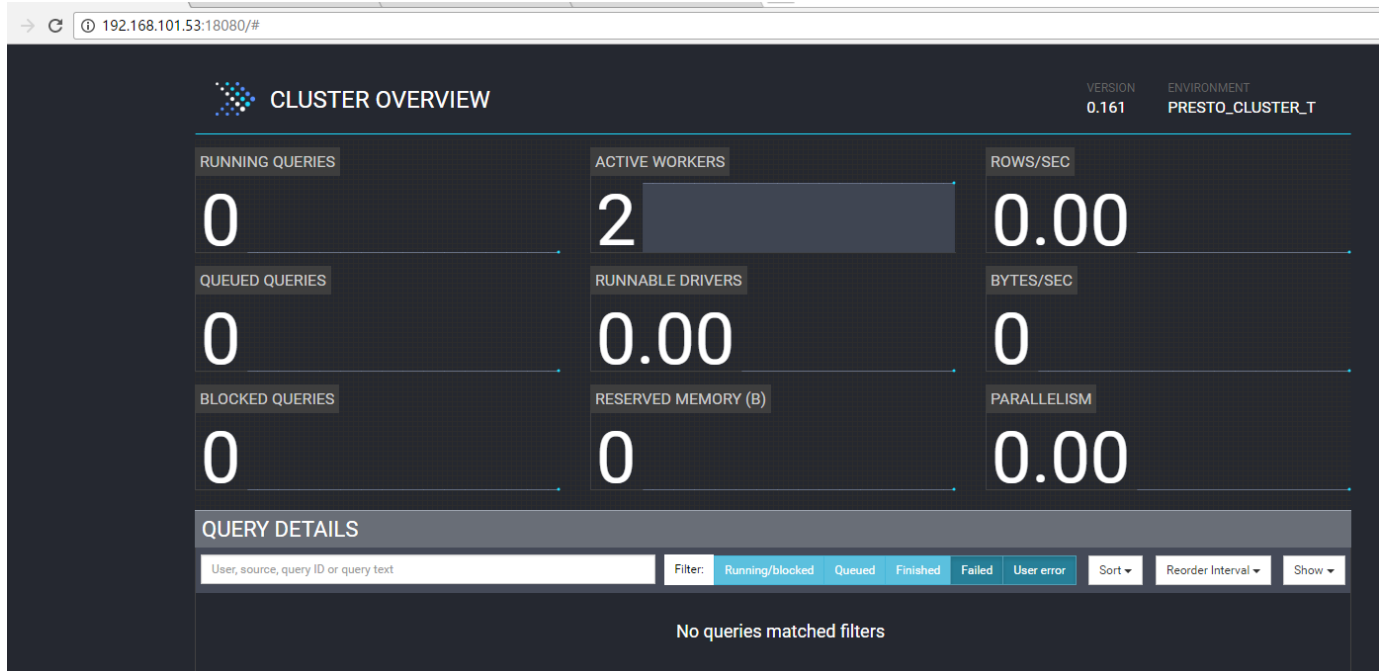 192.168.101.53:18080/#
CLUSTER OVERVIEW
VERSION
0.161
ENVIRONMENT
PRESTO_CLUSTER_T
RUNNING QUERIES
0
ACTIVE WORKERS
2
ROWS/SEC
0.00
QUEUED QUERIES
0
RUNNABLE DRIVERS
0.00
BYTES/SEC
0
BLOCKED QUERIES
0
RESERVED MEMORY (B)
0
PARALLELISM
0.00
QUERY DETAILS
User, source, query ID or query text
Filter: Running/blocked Queued Finished Failed User error Sort Reorder Interval Show
No queries matched filters